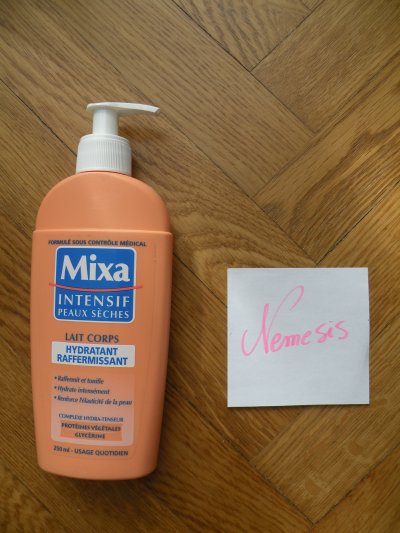 FORMULÉ SOUS CONTRÔLE MÉDICAL
Mixa
INTENSIF
PEAUX SÈCHES
LAIT CORPS
HYDRATANT
RAFFERMISSANT
• Raffermit et tonifie
• Hydrate intensément
• Renforce l'élasticité de la peau
COMPLEXE HYDRA-TENSEUR
PROTÉINES VÉGÉTALES
GLYCÉRINE
250 ml - USAGE QUOTIDIEN
Nemesis